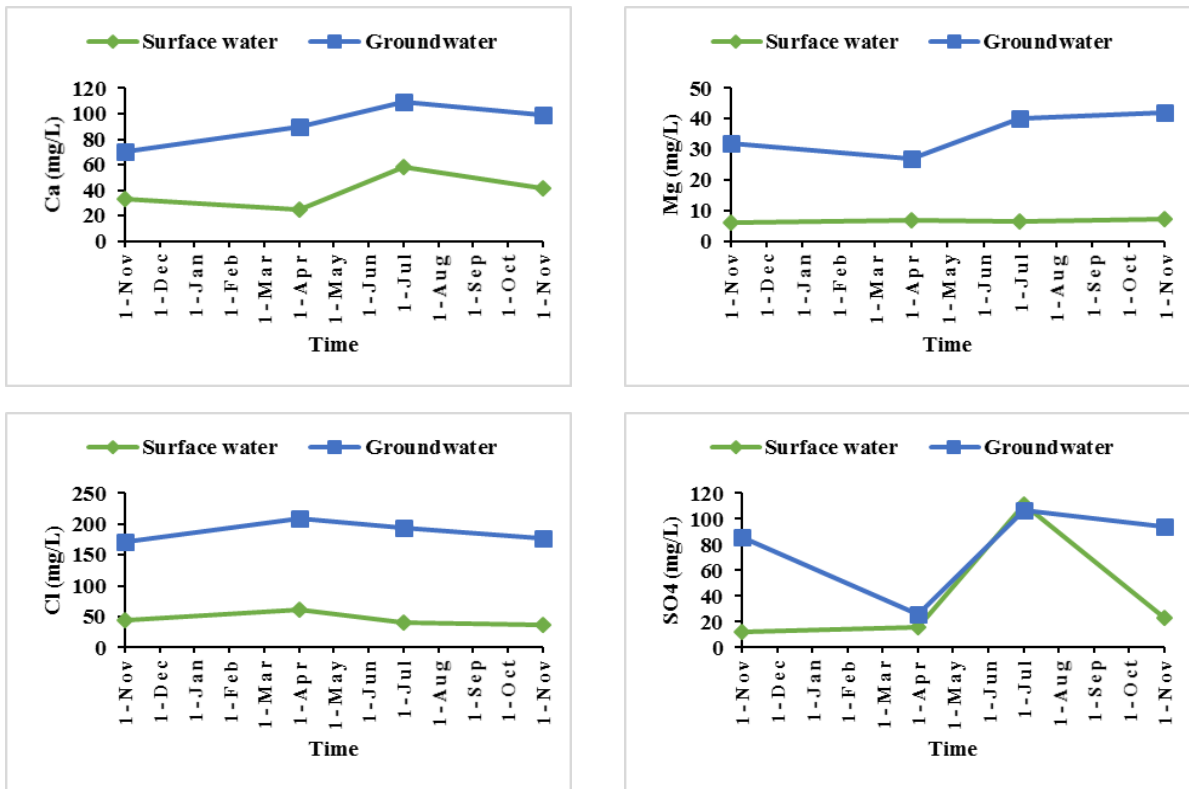 Surface water Groundwater
Ca (mg/L)
120
100
80
60
40
20
0
1-Nov 1-Dec 1-Jan 1-Feb 1-Mar 1-Apr 1-May 1-Jun 1-Jul 1-Aug 1-Sep 1-Oct 1-Nov
Time
Surface water Groundwater
Mg (mg/L)
50
40
30
20
10
0
1-Nov 1-Dec 1-Jan 1-Feb 1-Mar 1-Apr 1-May 1-Jun 1-Jul 1-Aug 1-Sep 1-Oct 1-Nov
Time
Surface water Groundwater
Cl (mg/L)
250
200
150
100
50
0
1-Nov 1-Dec 1-Jan 1-Feb 1-Mar 1-Apr 1-May 1-Jun 1-Jul 1-Aug 1-Sep 1-Oct 1-Nov
Time
Surface water Groundwater
SO4 (mg/L)
120
100
80
60
40
20
0
1-Nov 1-Dec 1-Jan 1-Feb 1-Mar 1-Apr 1-May 1-Jun 1-Jul 1-Aug 1-Sep 1-Oct 1-Nov
Time